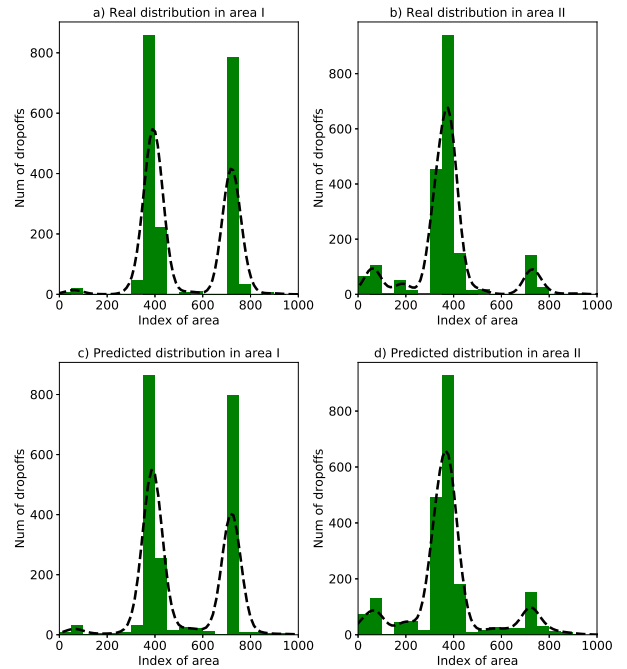 a) Real distribution in area I
800
600
400
200
0
Num of dropoffs
0 200 400 600 800 1000
Index of area
b) Real distribution in area II
800
600
400
200
0
Num of dropoffs
0 200 400 600 800 1000
Index of area
c) Predicted distribution in area I
800
600
400
200
0
Num of dropoffs
0 200 400 600 800 1000
Index of area
d) Predicted distribution in area II
800
600
400
200
0
Num of dropoffs
0 200 400 600 800 1000
Index of area